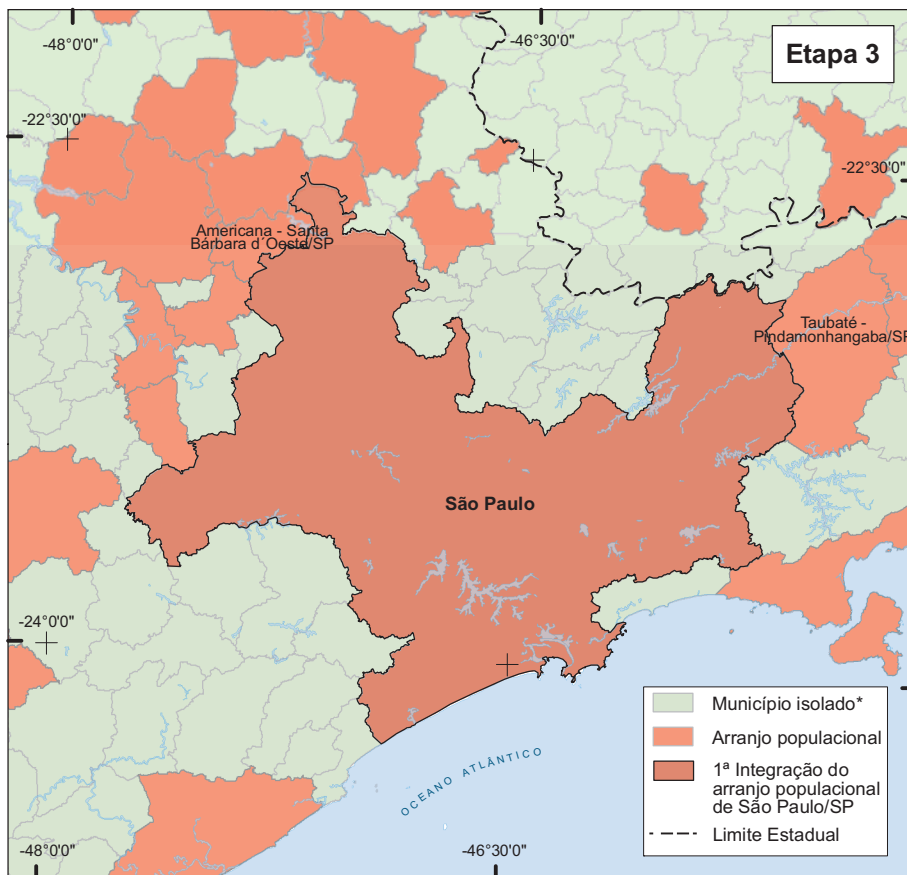 -48°0'0"
-46°30'0"
Etapa 3
-22°30'0"
-22°30'0"
Americana - Santa
Bárbara d´Oeste/SP
Taubaté -
Pindamonhangaba/SP
São Paulo
-24°0'0"
OCEANO ATLÂNTICO
Município isolado*
Arranjo populacional
1ª Integração do
arranjo populacional
de São Paulo/SP
Limite Estadual
-48°0'0"
-46°30'0"